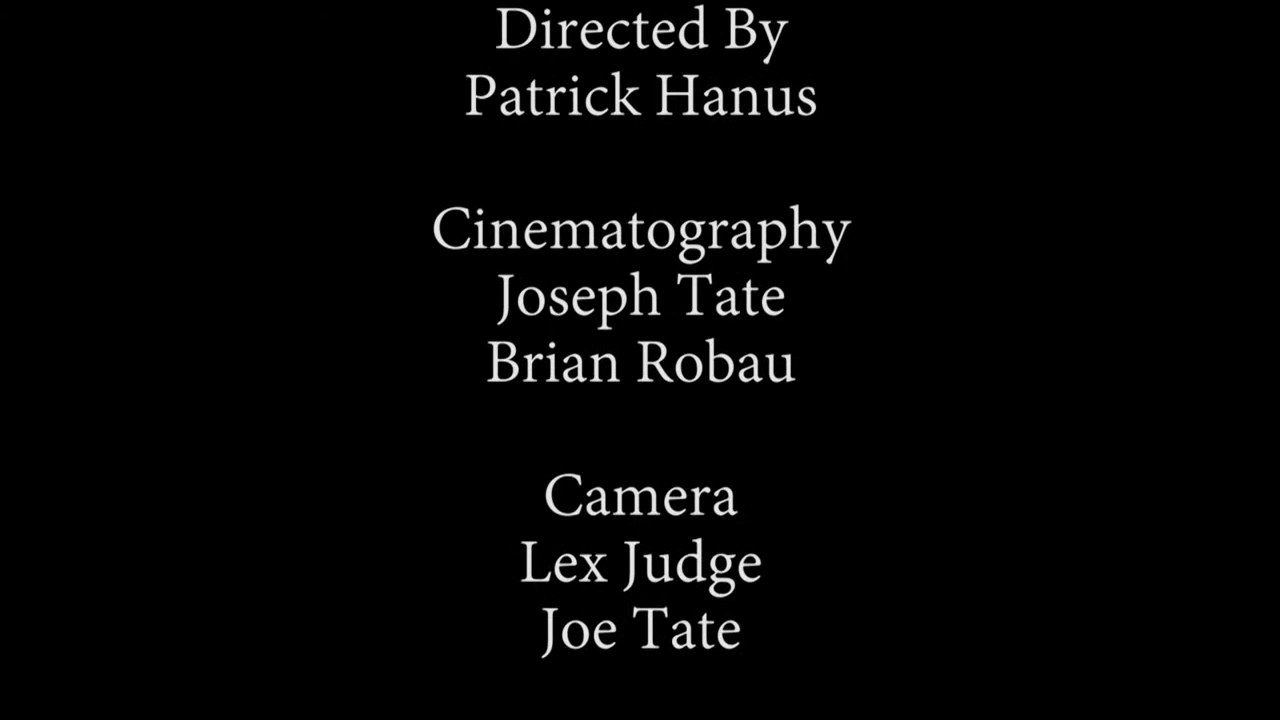 Directed By
Patrick Hanus
Cinematography
Joseph Tate
Brian Robau
Camera
Lex Judge
Joe Tate